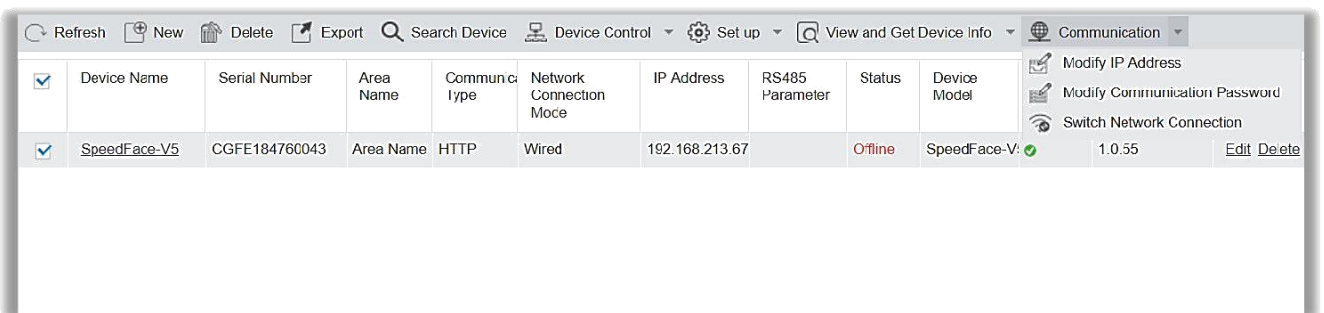 Refresh New Delete Export Search Device Device Control Set up View and Get Device Info Communication
Modify IP Address
Modify Communication Password
Switch Network Connection
Device Name Serial Number Area Name Communica Type Network Connection Mode IP Address RS485 Parameter Status Device Model
SpeedFace-V5 CGFE184760043 Area Name HTTP Wired 192.168.213.67 Offline SpeedFace-V 1.0.55 Edit Delete